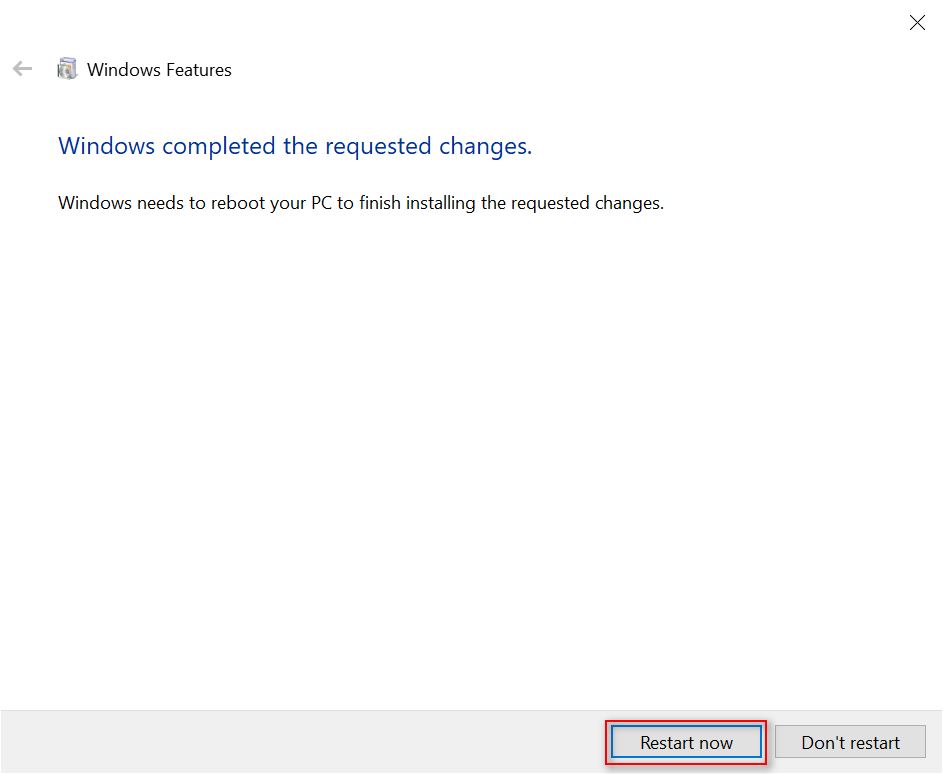 Windows Features
Windows completed the requested changes.
Windows needs to reboot your PC to finish installing the requested changes.
Restart now
Don't restart